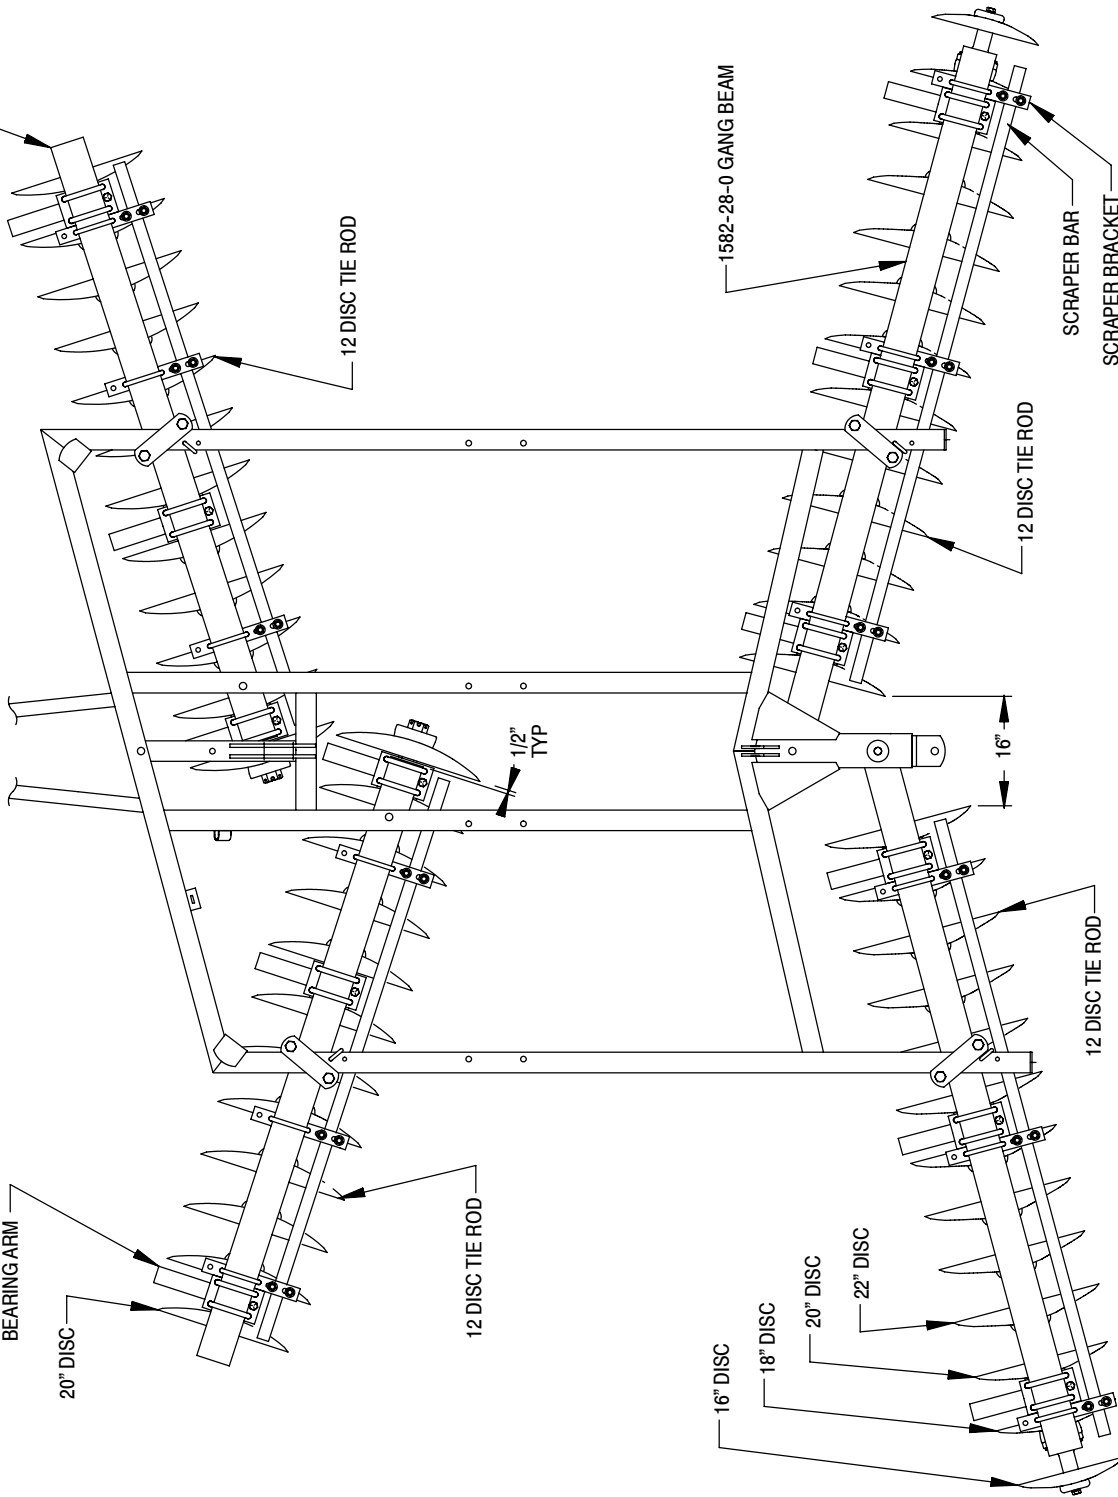 12 DISC TIE ROD
1582-28-0 GANG BEAM
SCRAPER BAR
SCRAPER BRACKET
12 DISC TIE ROD
1/2"
TYP
16"
12 DISC TIE ROD
12 DISC TIE ROD
BEARING ARM
20" DISC
16" DISC
18" DISC
20" DISC
22" DISC